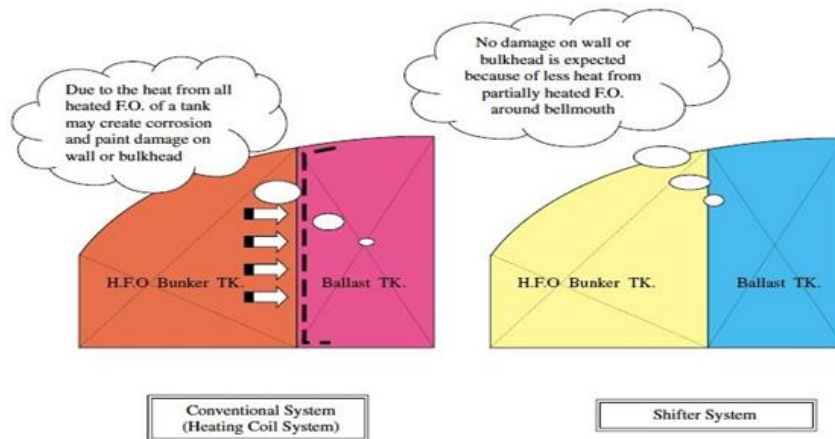 Due to the heat from all
heated F.O. of a tank
may create corrosion
and paint damage on
wall or bulkhead
No damage on wall or
bulkhead is expected
because of less heat from
partially heated F.O.
around bellmouth
H.F.O Bunker TK.
Ballast TK.
H.F.O Bunker TK.
Ballast TK.
Conventional System
(Heating Coil System)
Shifter System